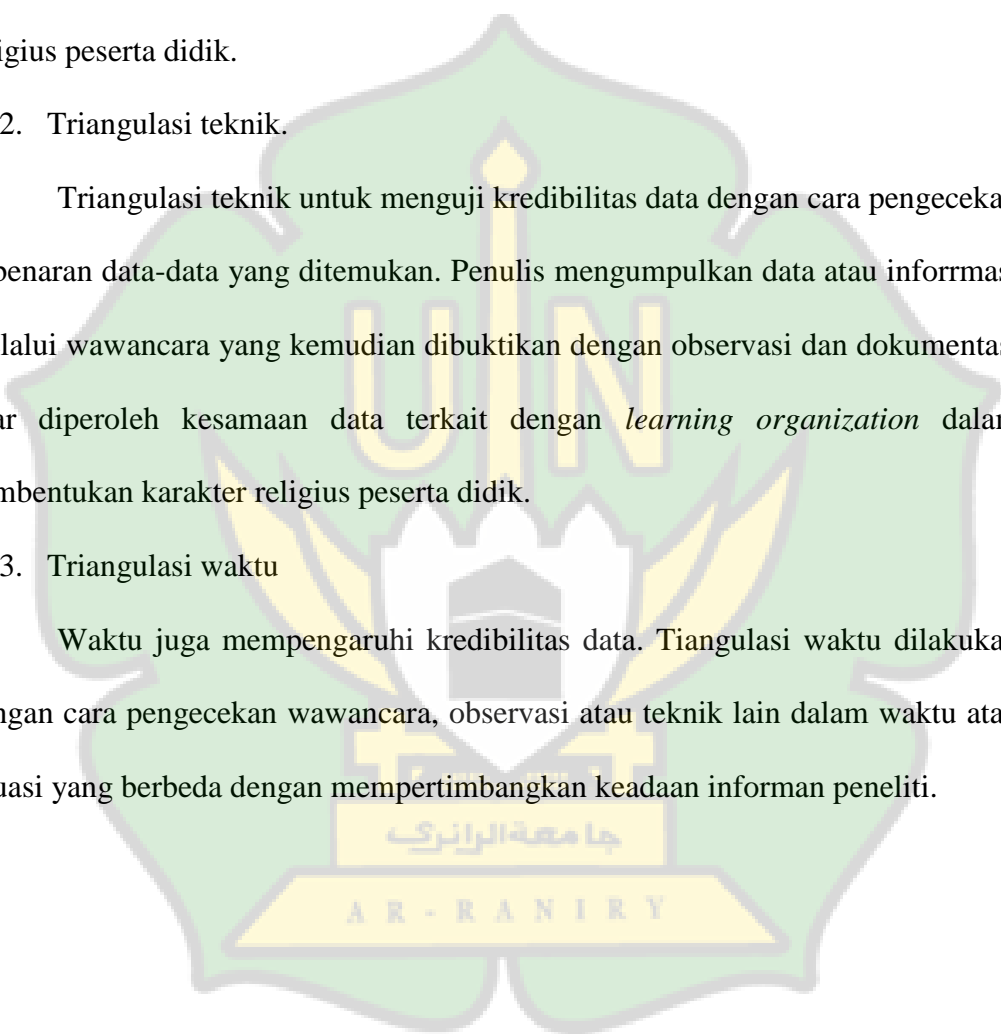 igius peserta didik.
2. Triangulasi teknik.
Triangulasi teknik untuk menguji kredibilitas data dengan cara pengeceka
benaran data-data yang ditemukan. Penulis mengumpulkan data atau inforrmas
lalui wawancara yang kemudian dibuktikan dengan observasi dan dokumentas
ar diperoleh kesamaan data terkait dengan learning organization dalam
mbentukan karakter religius peserta didik.
3. Triangulasi waktu
Waktu juga mempengaruhi kredibilitas data. Tiangulasi waktu dilakuka
ngan cara pengecekan wawancara, observasi atau teknik lain dalam waktu ata
uasi yang berbeda dengan mempertimbangkan keadaan informan peneliti.
UIN
جامعةالرانري
AR-RANIRY